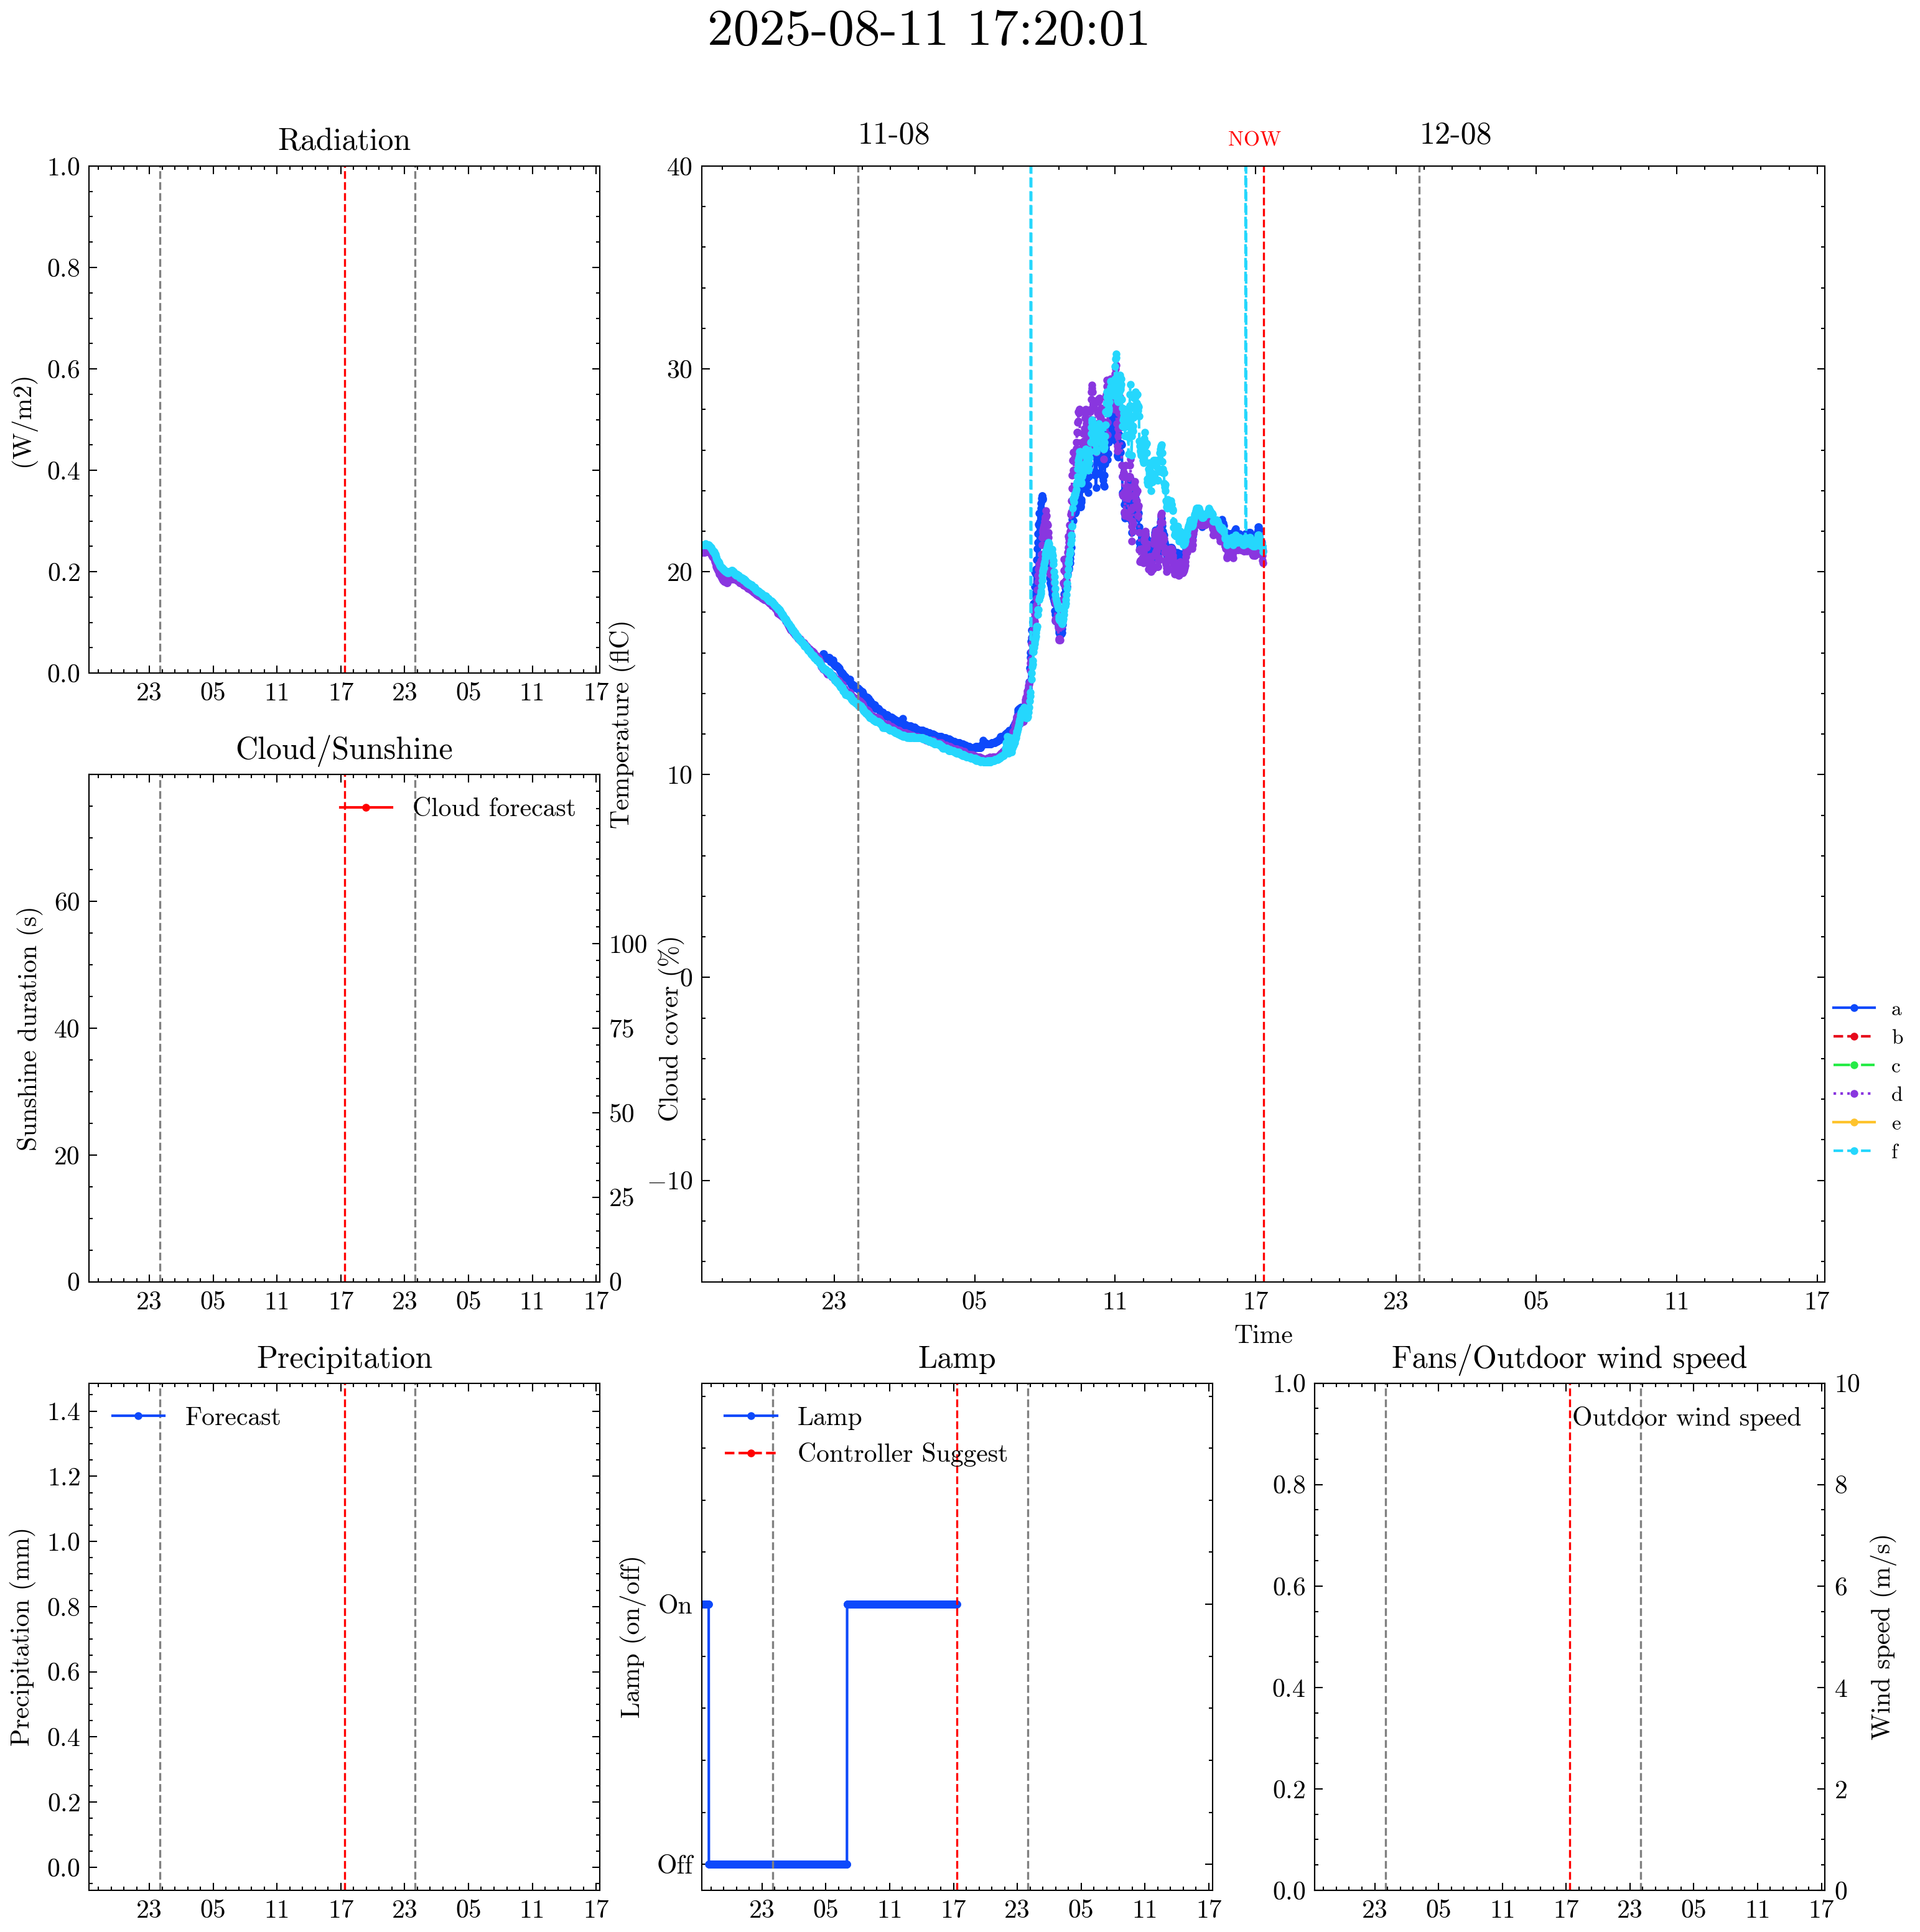 2025-08-11 17:20:01
Radiation
(W/m2)
1.0
0.8
0.6
0.4
0.2
0.0
23 05 11 17 23 05 11 17
11-08
NOW
12-08
Temperature (flC)
40
30
20
10
0
−10
23 05 11 17 23 05 11 17
Time
a
b
c
d
e
f
Cloud/Sunshine
Cloud forecast
Sunshine duration (s)
60
40
20
0
Cloud cover (%)
100
75
50
25
0
23 05 11 17 23 05 11 17
Precipitation
Forecast
Precipitation (mm)
1.4
1.2
1.0
0.8
0.6
0.4
0.2
0.0
23 05 11 17 23 05 11 17
Lamp
Lamp
Controller Suggest
Lamp (on/off)
On
Off
23 05 11 17 23 05 11 17
Fans/Outdoor wind speed
Outdoor wind speed
1.0
0.8
0.6
0.4
0.2
0.0
Wind speed (m/s)
10
8
6
4
2
0
23 05 11 17 23 05 11 17